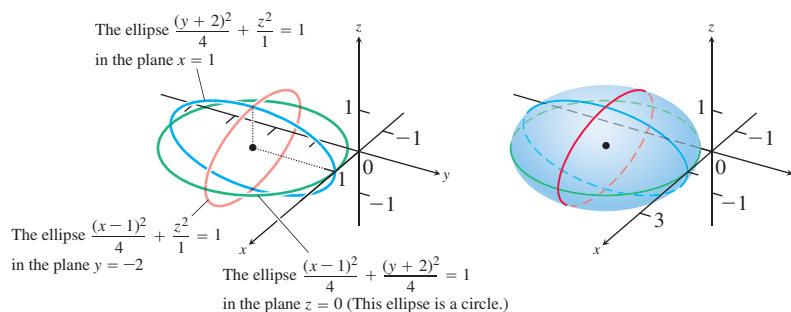 The ellipse (y + 2)²/4 + z²/1 = 1
in the plane x = 1
z
1
-1
0
1
y
-1
x
The ellipse (x − 1)²/4 + z²/1 = 1
in the plane y = −2
The ellipse (x − 1)²/4 + (y + 2)²/4 = 1
in the plane z = 0 (This ellipse is a circle.)
z
1
-1
0
-1
3
x